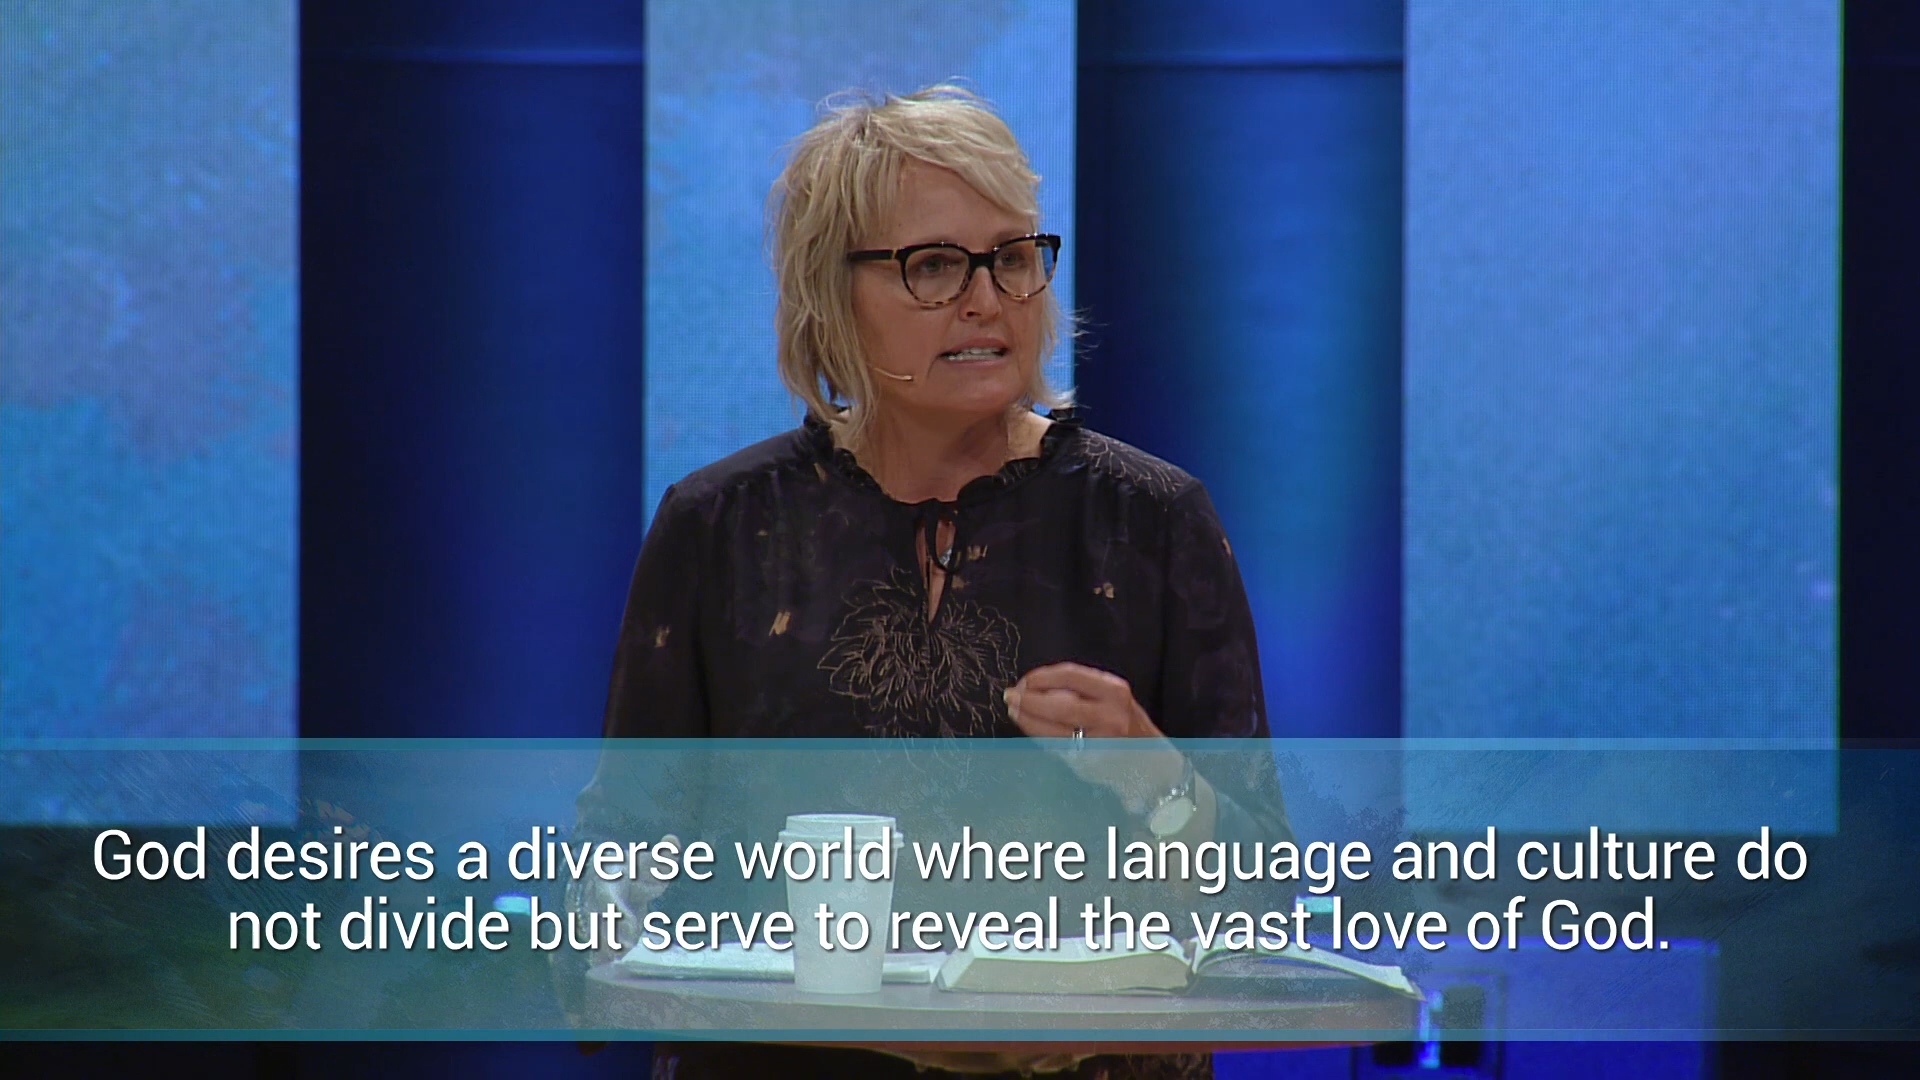 God desires a diverse world where language and culture do
not divide but serve to reveal the vast love of God.